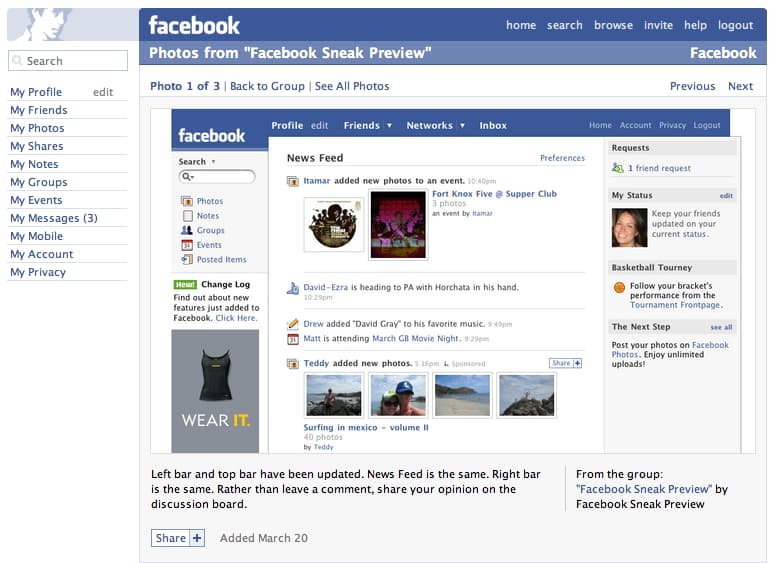 facebook
home search browse invite help logout
Photos from "Facebook Sneak Preview" Facebook
Search
My Profile edit
My Friends
My Photos
My Shares
My Notes
My Groups
My Events
My Messages (3)
My Mobile
My Account
My Privacy
Photo 1 of 3 | Back to Group | See All Photos Previous Next
facebook
Profile edit Friends Networks Inbox Home Account Privacy Logout
Search
Photos
Notes
Groups
31 Events
Posted Items
New! Change Log
Find out about new
features just added to
Facebook. Click Here.
WEAR IT.
News Feed Preferences
Itamar added new photos to an event. 10:40pm
Fort Knox Five @ Supper Club
3 photos
an event by Itamar
David-Ezra is heading to PA with Horchata in his hand.
10:29pm
Drew added "David Gray" to his favorite music. 9:49pm
31 Matt is attending March GB Movie Night. 9:29pm
Teddy added new photos. 5:16pm Sponsored Share +
Surfing in mexico - volume II
40 photos
by Teddy
Requests
1 friend request
My Status edit
Keep your friends
updated on your
current status.
Basketball Tourney
Follow your bracket's
performance from the
Tournament Frontpage.
The Next Step see all
Post your photos on Facebook
Photos. Enjoy unlimited
uploads!
Left bar and top bar have been updated. News Feed is the same. Right bar
is the same. Rather than leave a comment, share your opinion on the
discussion board.
From the group:
"Facebook Sneak Preview" by
Facebook Sneak Preview
Share + Added March 20